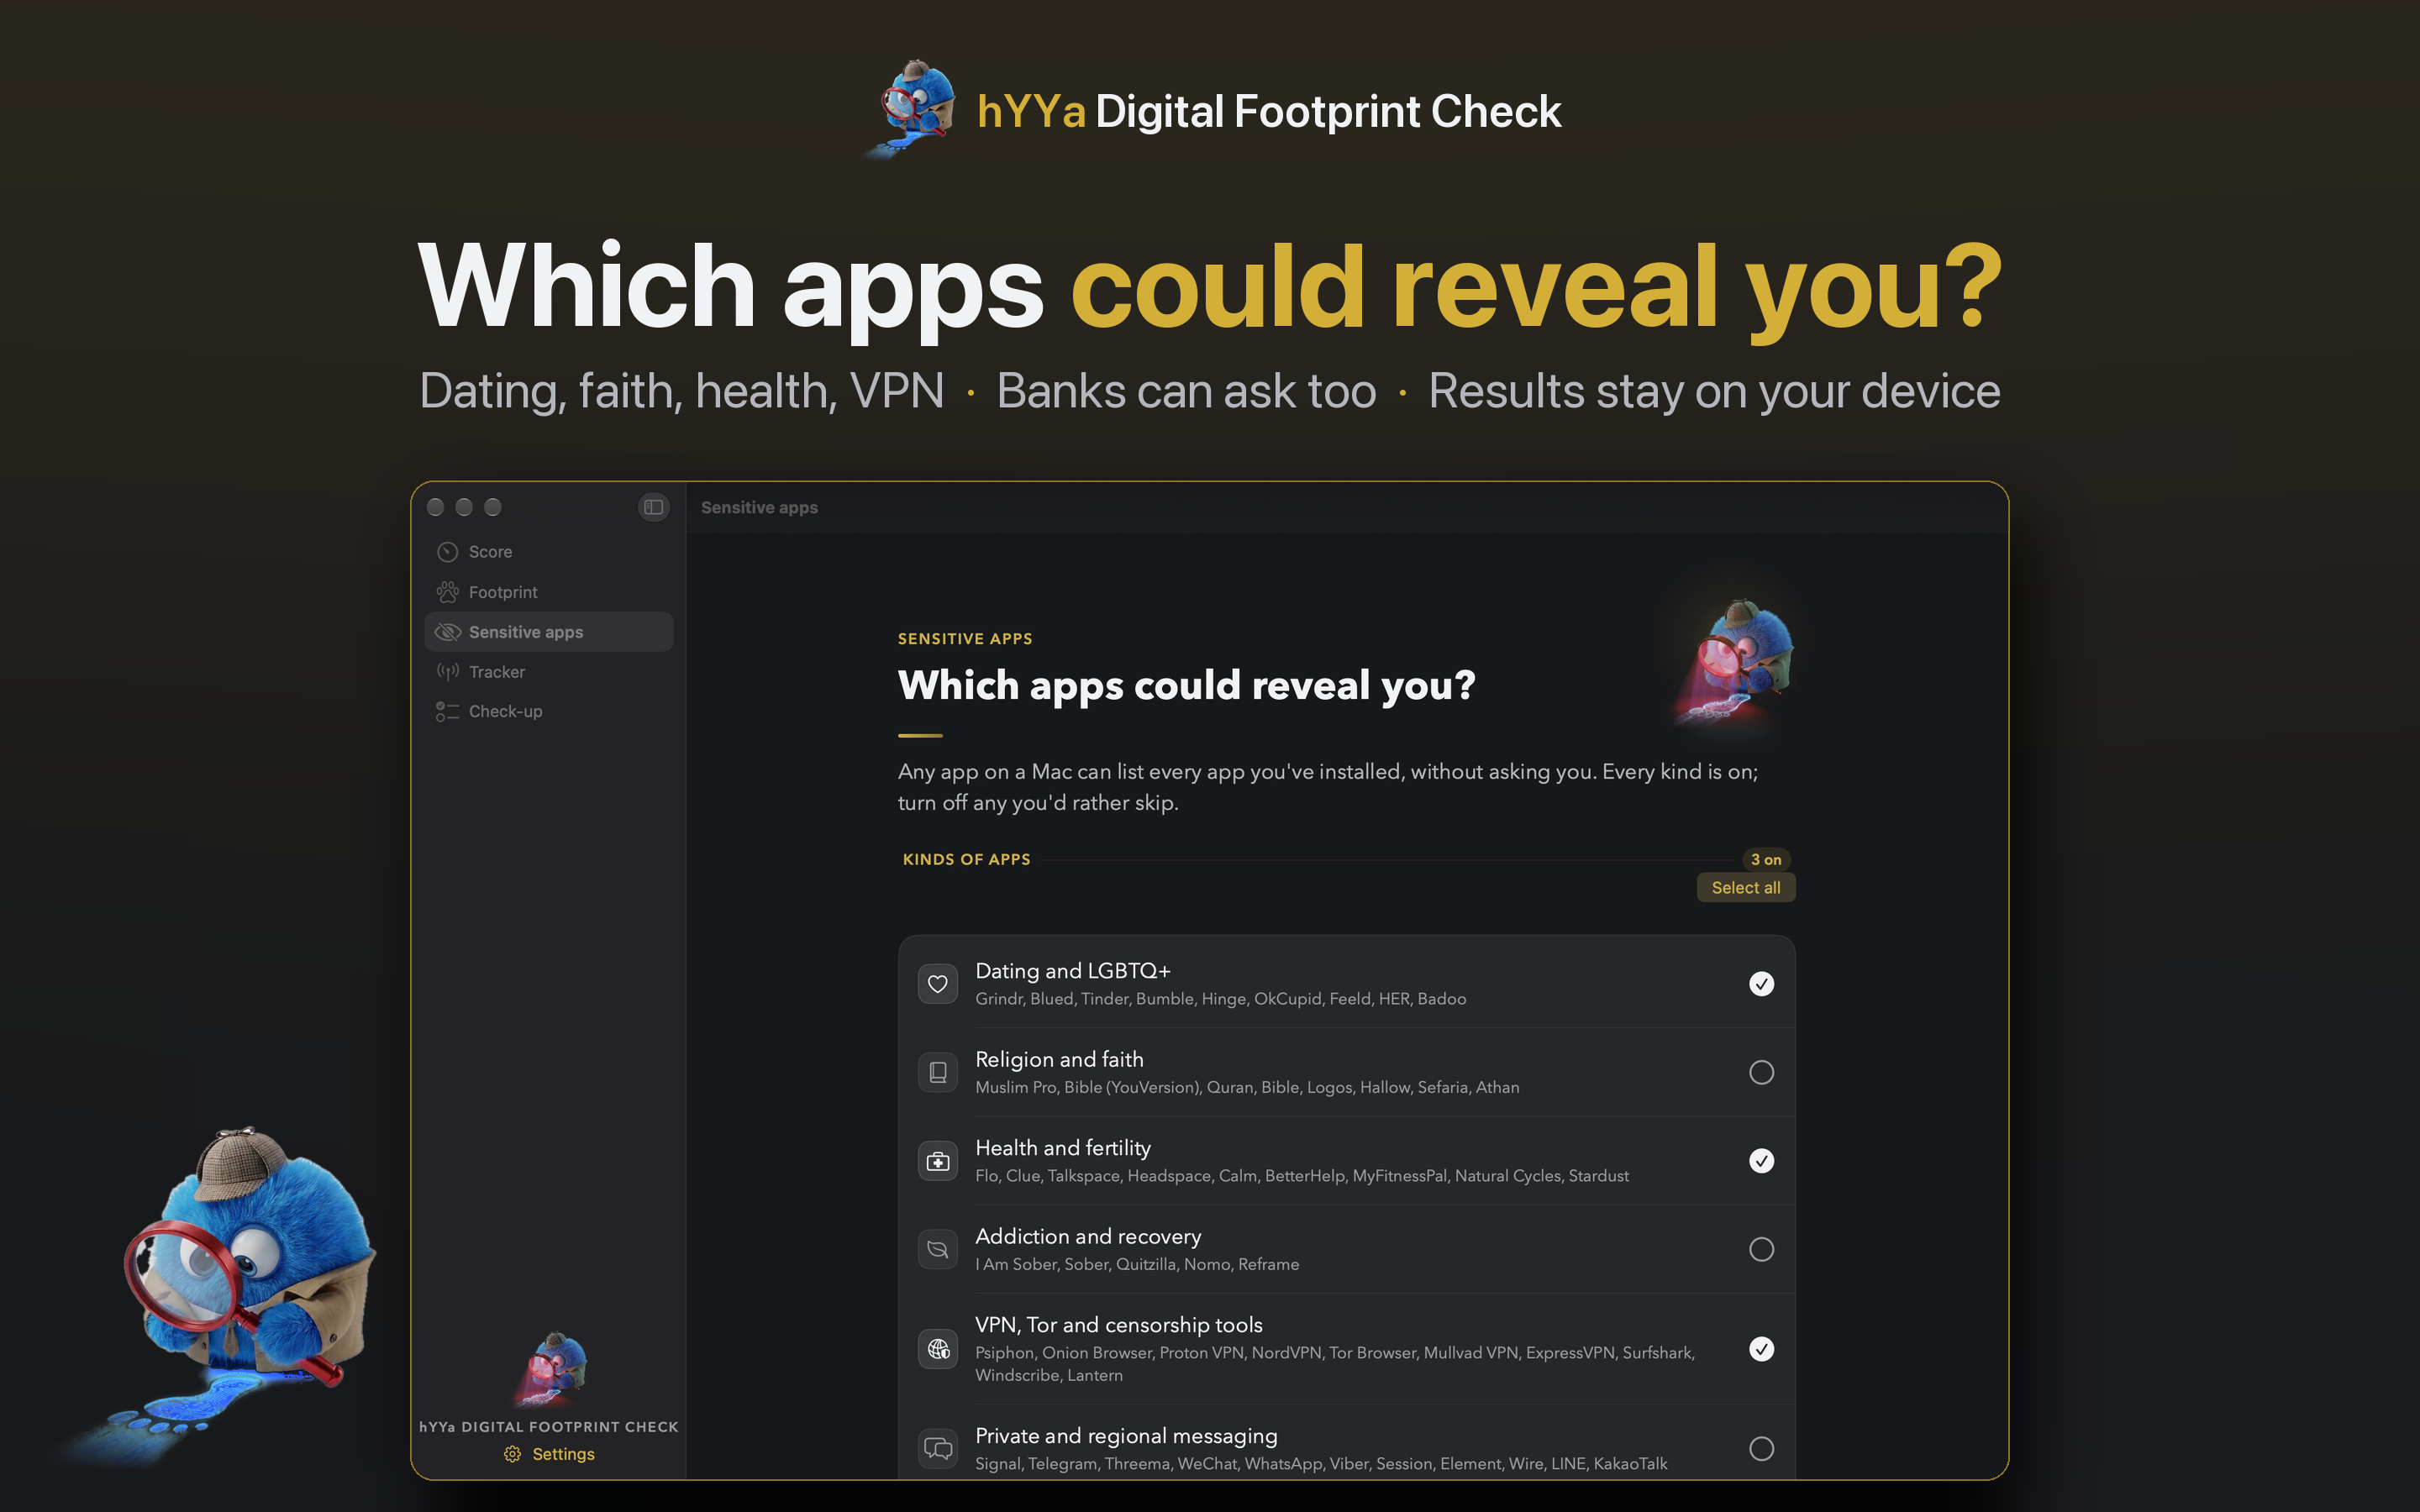 hYYa Digital Footprint Check
Which apps could reveal you?
Dating, faith, health, VPN · Banks can ask too · Results stay on your device
Score
Footprint
Sensitive apps
Tracker
Check-up
hYYa DIGITAL FOOTPRINT CHECK
Settings
Sensitive apps
SENSITIVE APPS
Which apps could reveal you?
Any app on a Mac can list every app you've installed, without asking you. Every kind is on;
turn off any you'd rather skip.
KINDS OF APPS
3 on
Select all
Dating and LGBTQ+
Grindr, Blued, Tinder, Bumble, Hinge, OkCupid, Feeld, HER, Badoo
Religion and faith
Muslim Pro, Bible (YouVersion), Quran, Bible, Logos, Hallow, Sefaria, Athan
Health and fertility
Flo, Clue, Talkspace, Headspace, Calm, BetterHelp, MyFitnessPal, Natural Cycles, Stardust
Addiction and recovery
I Am Sober, Sober, Quitzilla, Nomo, Reframe
VPN, Tor and censorship tools
Psiphon, Onion Browser, Proton VPN, NordVPN, Tor Browser, Mullvad VPN, ExpressVPN, Surfshark,
Windscribe, Lantern
Private and regional messaging
Signal, Telegram, Threema, WeChat, WhatsApp, Viber, Session, Element, Wire, LINE, KakaoTalk